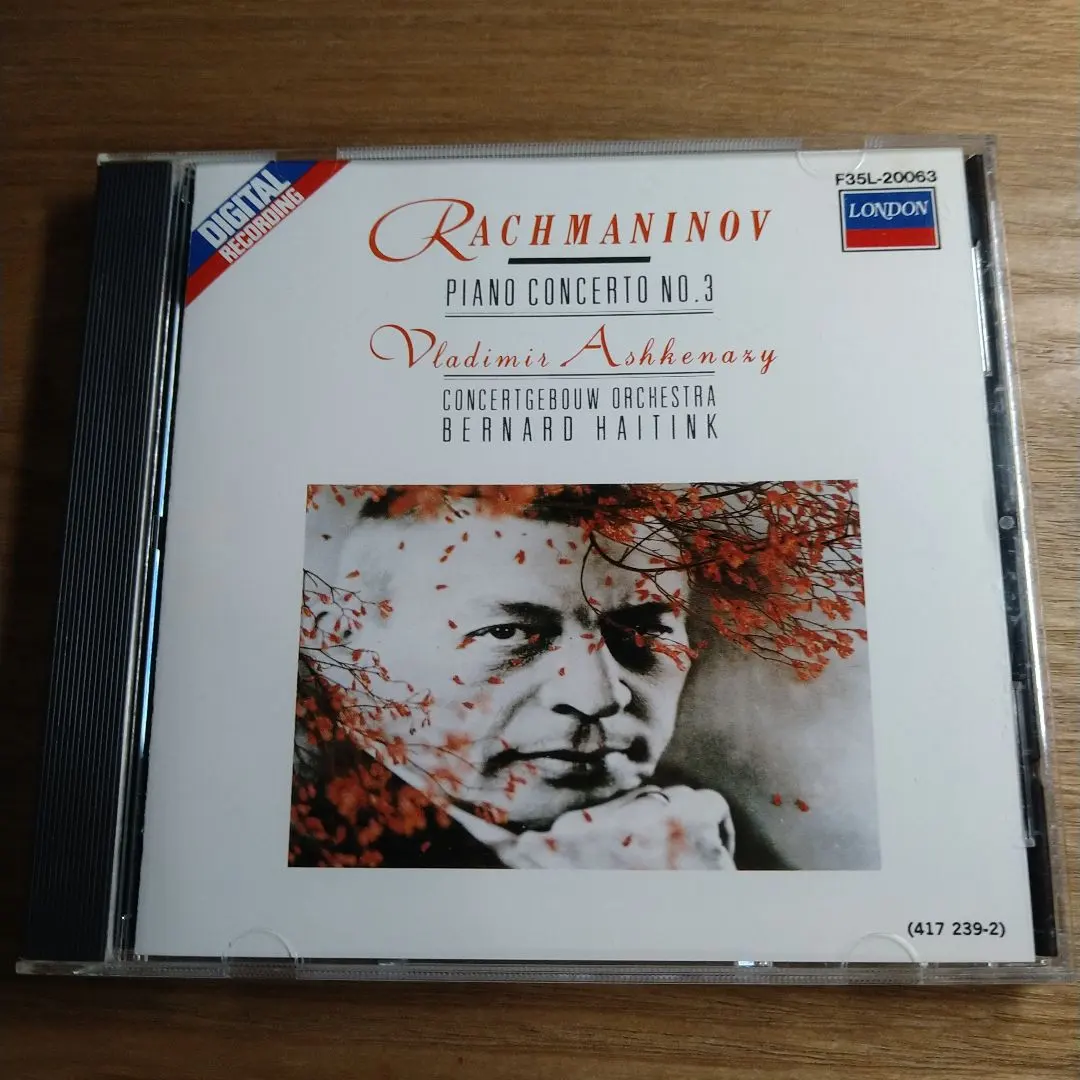 DIGITAL
RECORDING
F35L-20063
LONDON
RACHMANINOV
PIANO CONCERTO NO.3
Vladimir Ashkenazy
CONCERTGEBOUW ORCHESTRA
BERNARD HAITINK
(417 239-2)